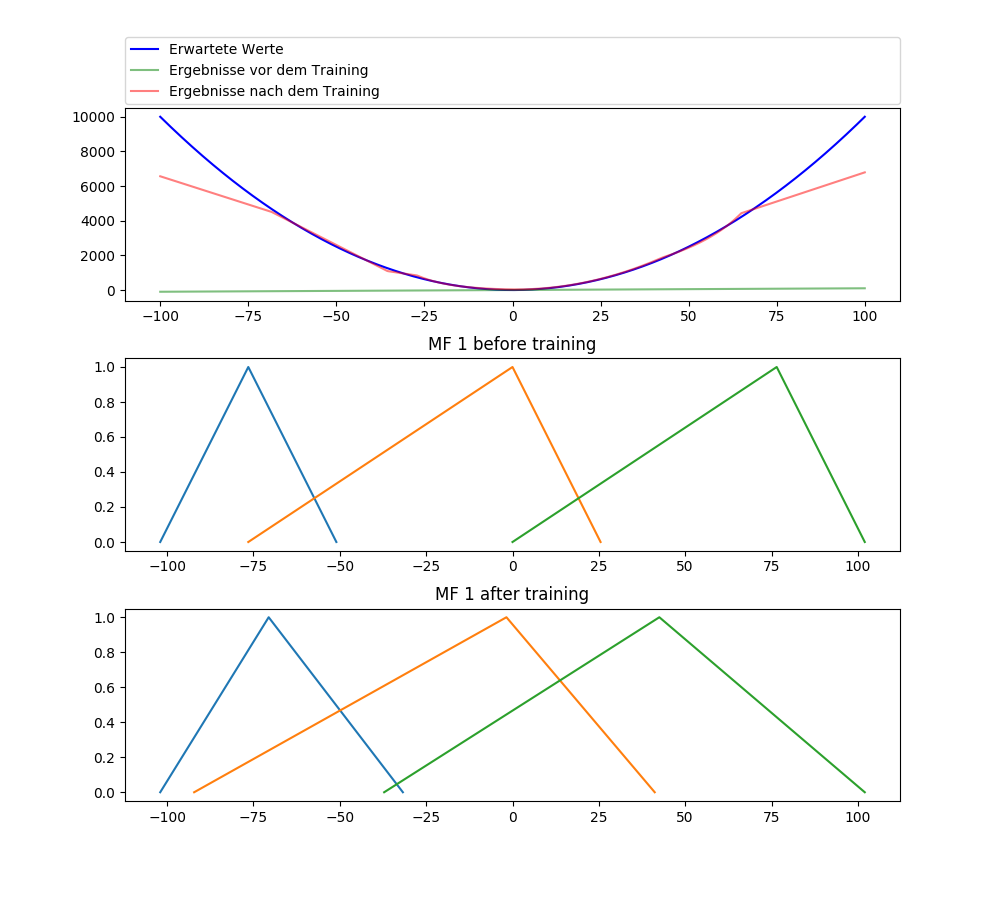 Erwartete Werte
Ergebnisse vor dem Training
Ergebnisse nach dem Training
10000
8000
6000
4000
2000
0
−100 −75 −50 −25 0 25 50 75 100
MF 1 before training
1.0
0.8
0.6
0.4
0.2
0.0
−100 −75 −50 −25 0 25 50 75 100
MF 1 after training
1.0
0.8
0.6
0.4
0.2
0.0
−100 −75 −50 −25 0 25 50 75 100